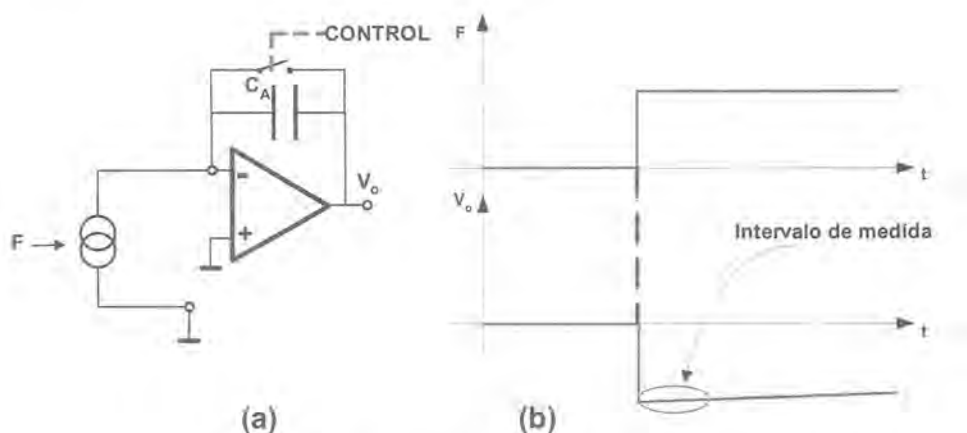 CONTROL
C_A
V_o
-
+
F
(a)
F
t
V_o
Intervalo de medida
t
(b)